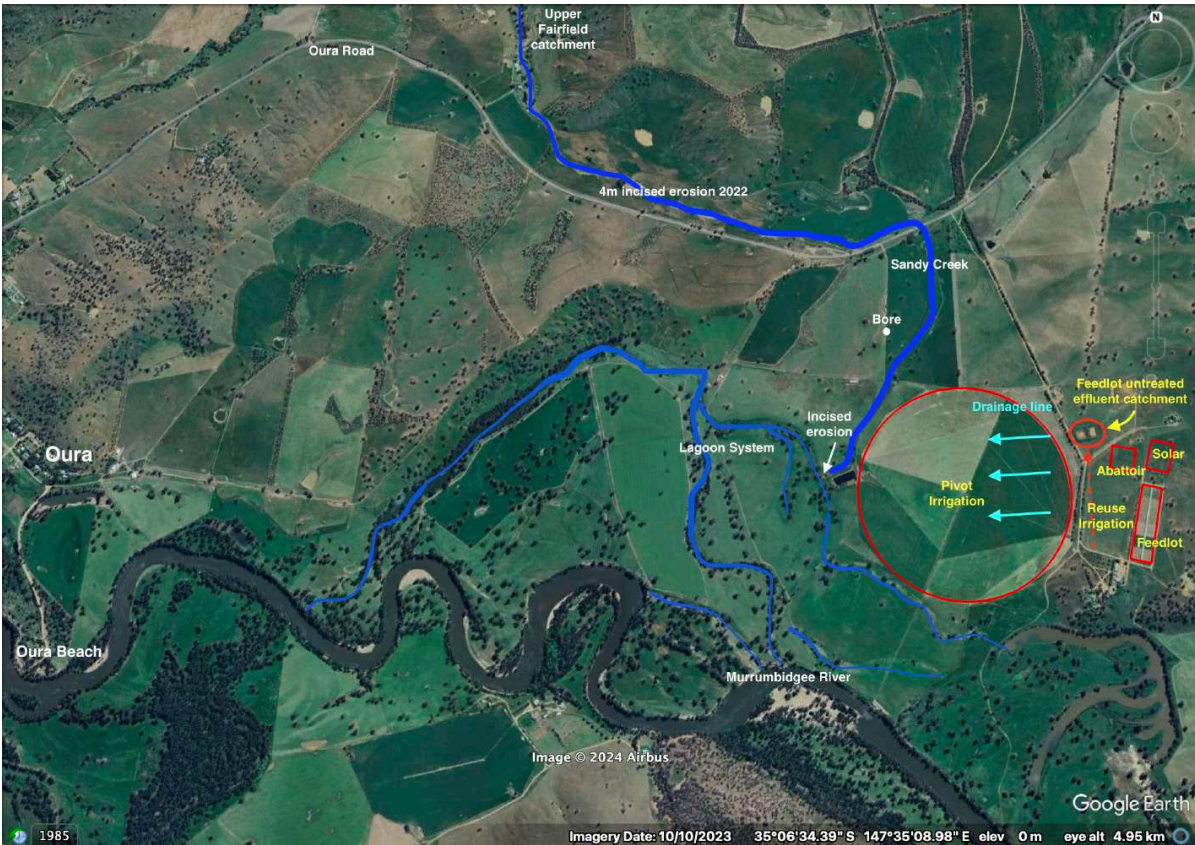 Upper
Fairfield
catchment
N
Oura Road
4m incised erosion 2022
Sandy Creek
Bore
Feedlot untreated
effluent catchment
Drainage line
Incised
erosion
Oura
Lagoon System
Solar
Abattoir
Pivot
Irrigation
Reuse
Irrigation
Feedlot
Oura Beach
Murrumbidgee River
Image © 2024 Airbus
Google Earth
1985
Imagery Date: 10/10/2023 35°06'34.39" S 147°35'08.98" E elev 0 m eye alt 4.95 km